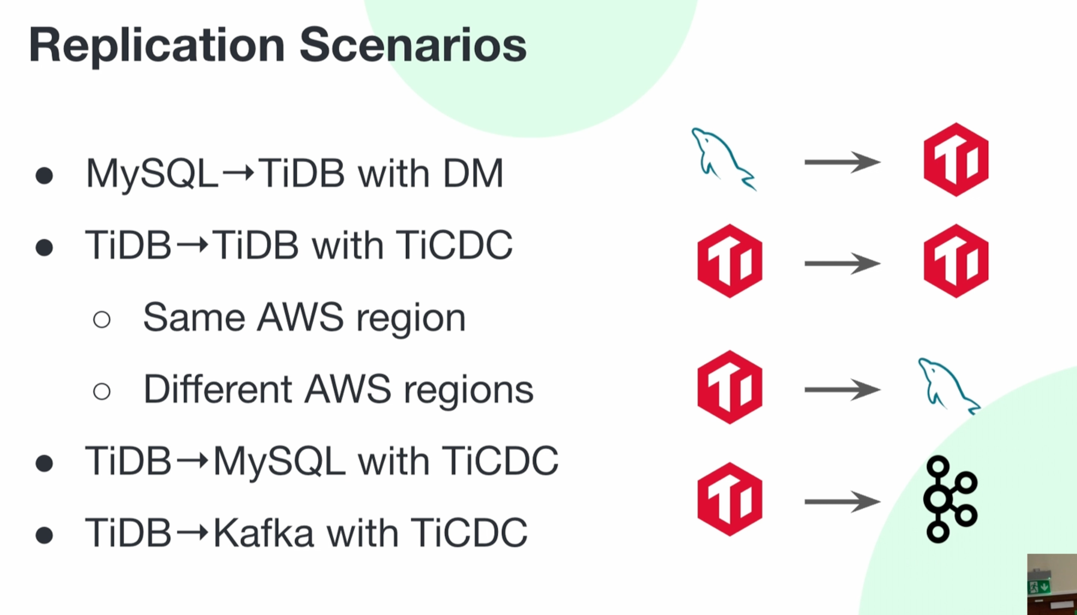 Replication Scenarios
● MySQL→TiDB with DM
● TiDB→TiDB with TiCDC
○ Same AWS region
○ Different AWS regions
● TiDB→MySQL with TiCDC
● TiDB→Kafka with TiCDC